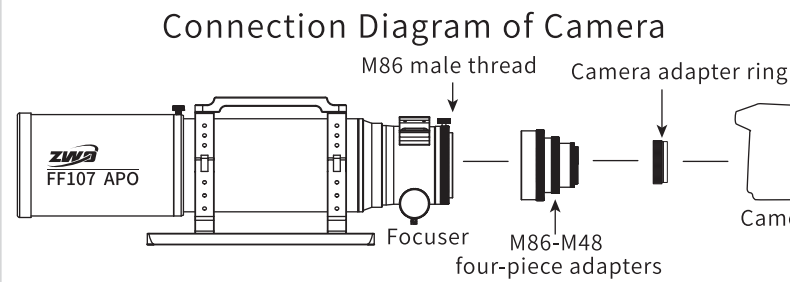 Connection Diagram of Camera
M86 male thread
Camera adapter ring
ZWO
FF107 APO
Focuser
M86-M48
four-piece adapters